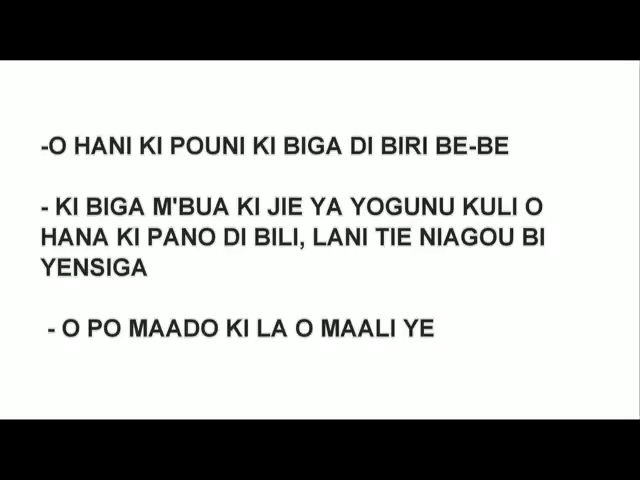 -O HANI KI POUNI KI BIGA DI BIRI BE-BE
- KI BIGA M'BUA KI JIE YA YOGUNU KULI O
HANA KI PANO DI BILI, LANI TIE NIAGOU BI
YENSIGA
- O PO MAADO KI LA O MAALI YE